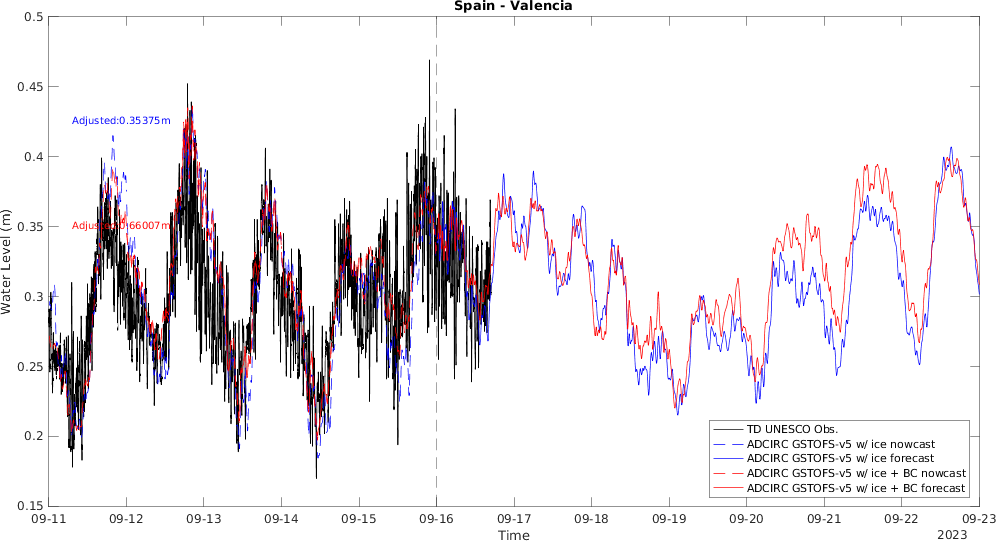 Spain - Valencia
0.5
0.45
0.4
0.35
0.3
0.25
0.2
0.15
Water Level (m)
Adjusted:0.35375m
Adjusted:0.66007m
TD UNESCO Obs.
ADCIRC GSTOFS-v5 w/ ice nowcast
ADCIRC GSTOFS-v5 w/ ice forecast
ADCIRC GSTOFS-v5 w/ ice + BC nowcast
ADCIRC GSTOFS-v5 w/ ice + BC forecast
09-11 09-12 09-13 09-14 09-15 09-16 09-17 09-18 09-19 09-20 09-21 09-22 09-23
Time
2023